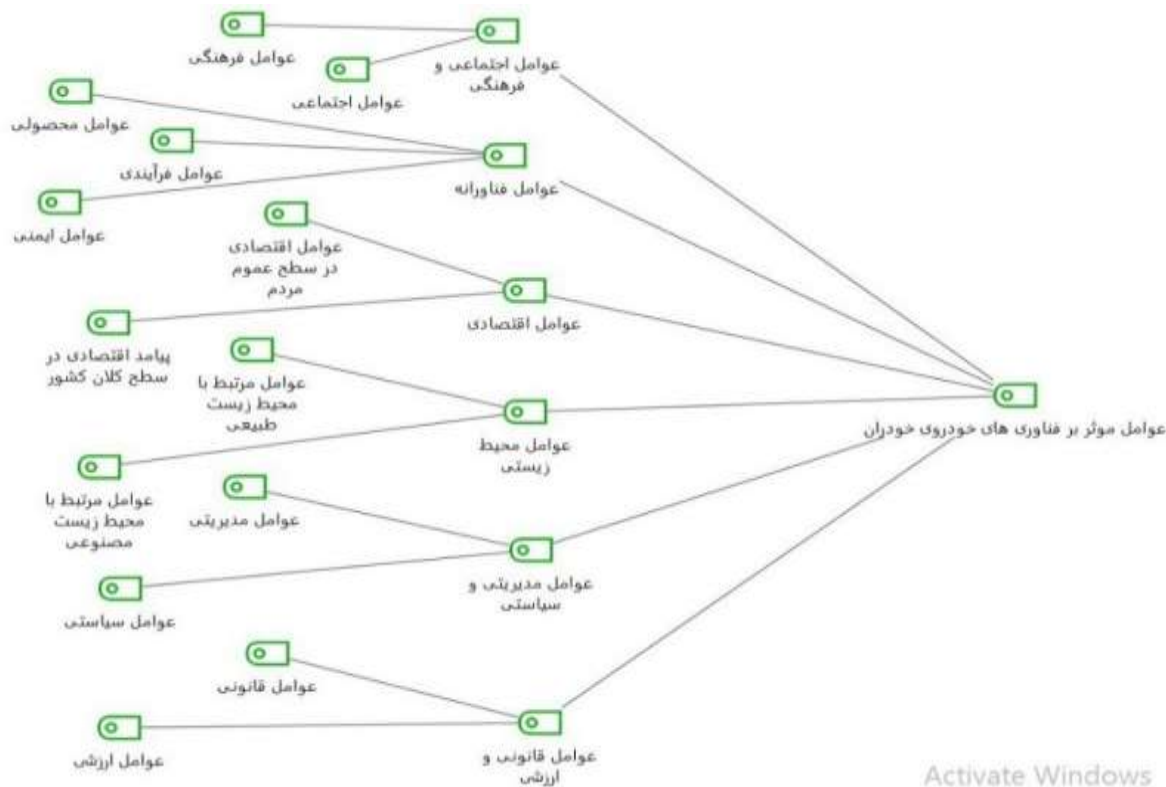 عوامل فرهنگی
عوامل اجتماعی و
فرهنگی
عوامل اجتماعی
عوامل محصولی
عوامل فرآیندی
عوامل فناورانه
عوامل ایمنی
عوامل اقتصادی
در سطح عموم
مردم
عوامل اقتصادی
پیامد اقتصادی در
سطح کلان کشور
عوامل مرتبط با
محیط زیست
طبیعی
عوامل محیط
زیستی
عوامل موثر بر فناوری های خودروی خودران
عوامل مرتبط با
محیط زیست
مصنوعی
عوامل مدیریتی
عوامل مدیریتی و
سیاستی
عوامل سیاستی
عوامل قانونی
عوامل قانونی و
ارزشی
عوامل ارزشی
Activate Windows